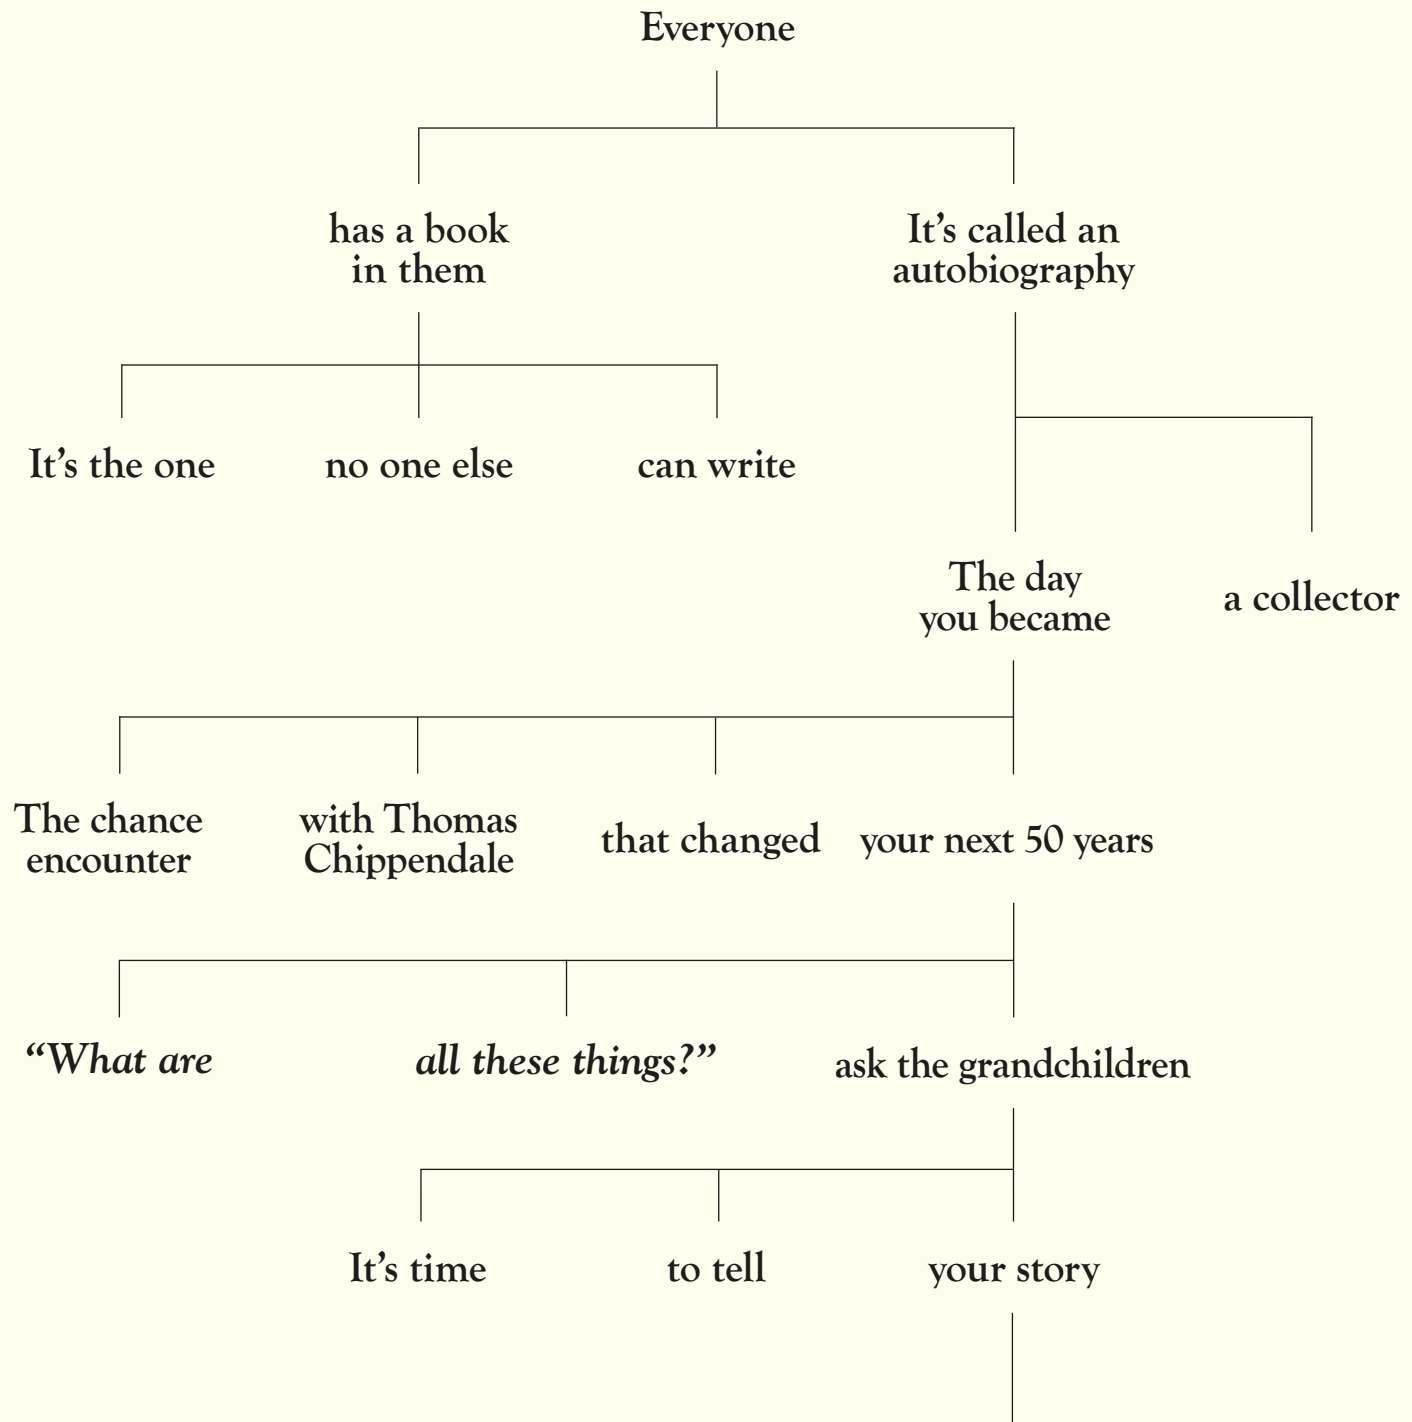 Everyone
has a book
in them
It’s called an
autobiography
It’s the one
no one else
can write
The day
you became
a collector
The chance
encounter
with Thomas
Chippendale
that changed
your next 50 years
“What are
all these things?”
ask the grandchildren
It’s time
to tell
your story